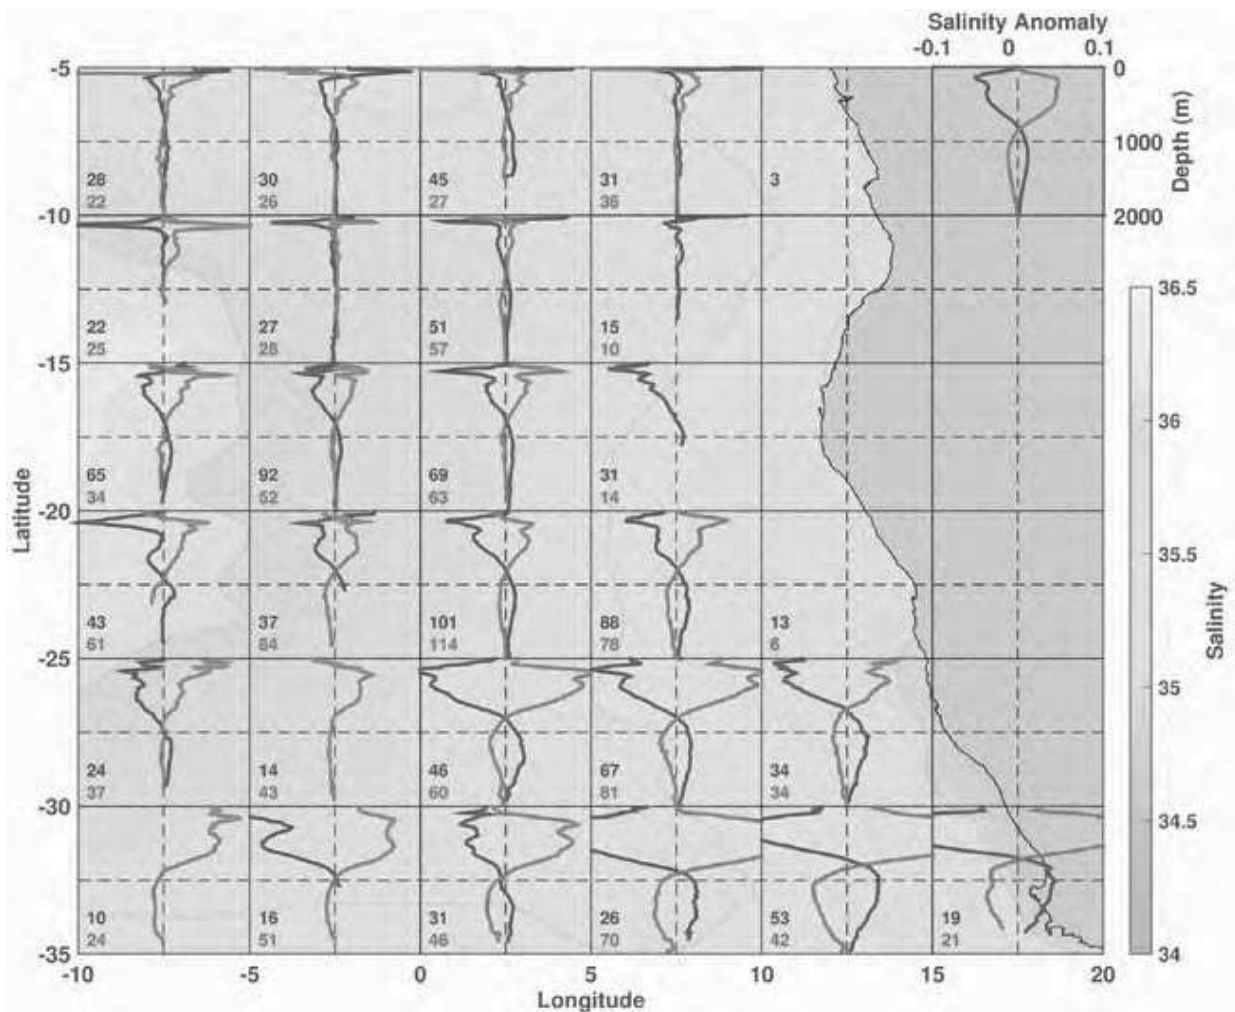 Salinity Anomaly
-0.1 0 0.1
-5 0
1000
28 30 45 31 3
22 26 27 36
-10 2000
Depth (m)
36.5
22 27 51 15
25 28 57 10
-15
36
65 92 69 31
34 52 63 14
-20
Latitude
35.5
Salinity
43 37 101 88 13
61 84 114 78 6
-25
35
24 14 46 67 34
37 43 60 81 34
-30
34.5
10 16 31 26 53 19
24 51 46 70 42 21
-35 34
-10 -5 0 5 10 15 20
Longitude